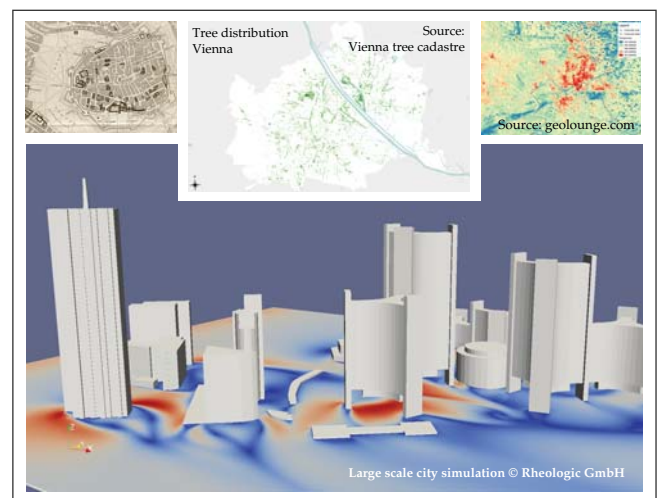 Tree distribution
Vienna
Source:
Vienna tree cadastre
Source: geolounge.com
Large scale city simulation © Rheologic GmbH